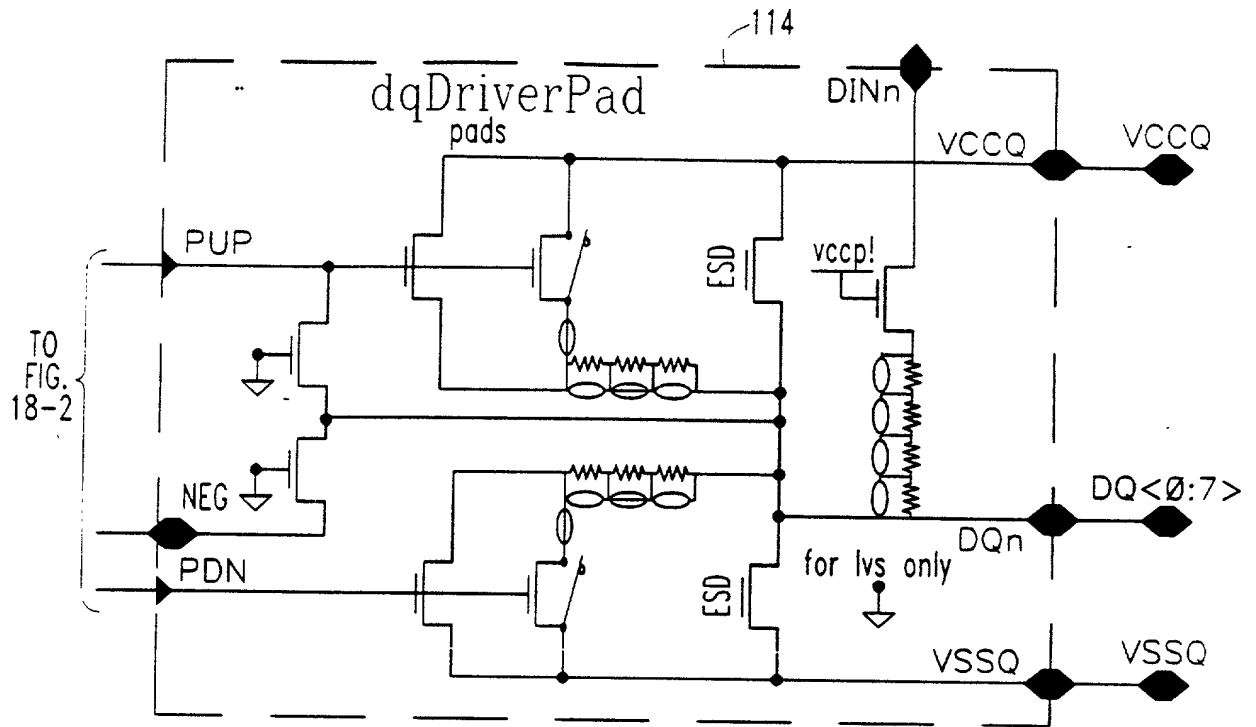 114
dqDriverPad
pads
DINn
VCCQ
VCCQ
PUP
ESD
vccp!
TO
FIG.
18-2
NEG
DQ<Ø:7>
DQn
PDN
ESD
for lvs only
VSSQ
VSSQ